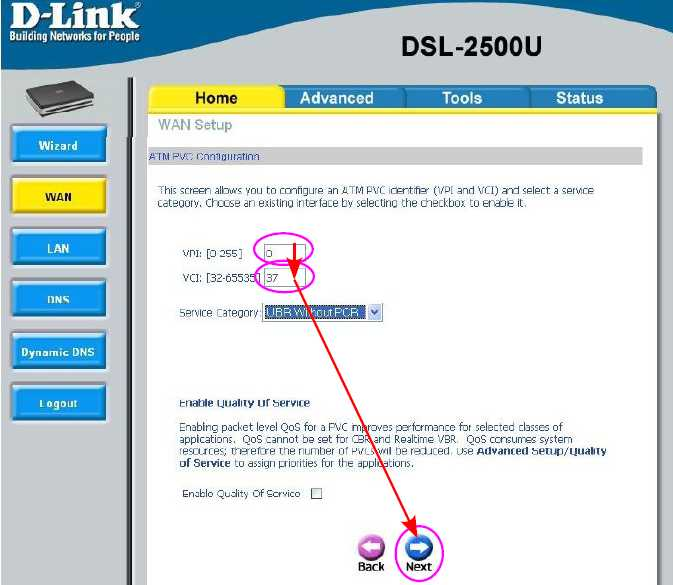 D-Link®
Building Networks for People
DSL-2500U
Home
Advanced
Tools
Status
WAN Setup
ATM PVC Configuration
Wizard
WAN
LAN
DNS
Dynamic DNS
Logout
This screen allows you to configure an ATM PVC identifier (VPI and VCI) and select a service
category. Choose an existing interface by selecting the checkbox to enable it.
VPI: [0-255] 0
VCI: [32-65535] 37
Service Category: UBR Without PCR
Enable Quality Of Service
Enabling packet level QoS for a PVC improves performance for selected classes of
applications. QoS cannot be set for CBR and Realtime VBR. QoS consumes system
resources; therefore the number of PVCs will be reduced. Use Advanced Setup/Quality
of Service to assign priorities for the applications.
Enable Quality Of Service
Back
Next